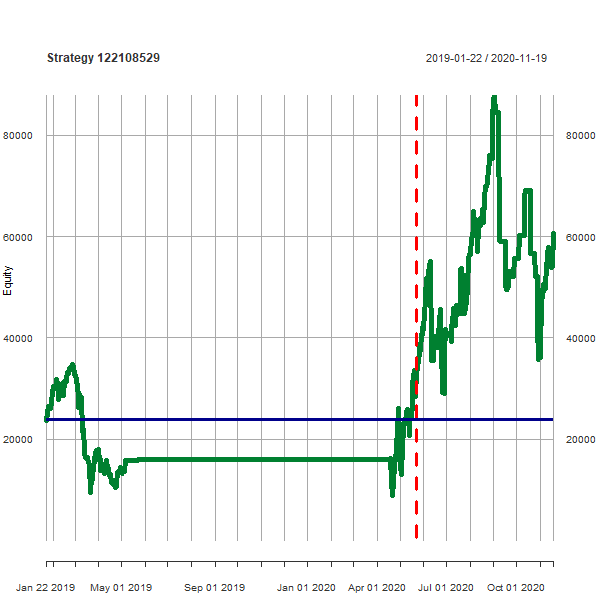 Strategy 122108529
2019-01-22 / 2020-11-19
80000
80000
60000
60000
Equity
40000
40000
20000
20000
Jan 22 2019
May 01 2019
Sep 01 2019
Jan 01 2020
Apr 01 2020
Jul 01 2020
Oct 01 2020